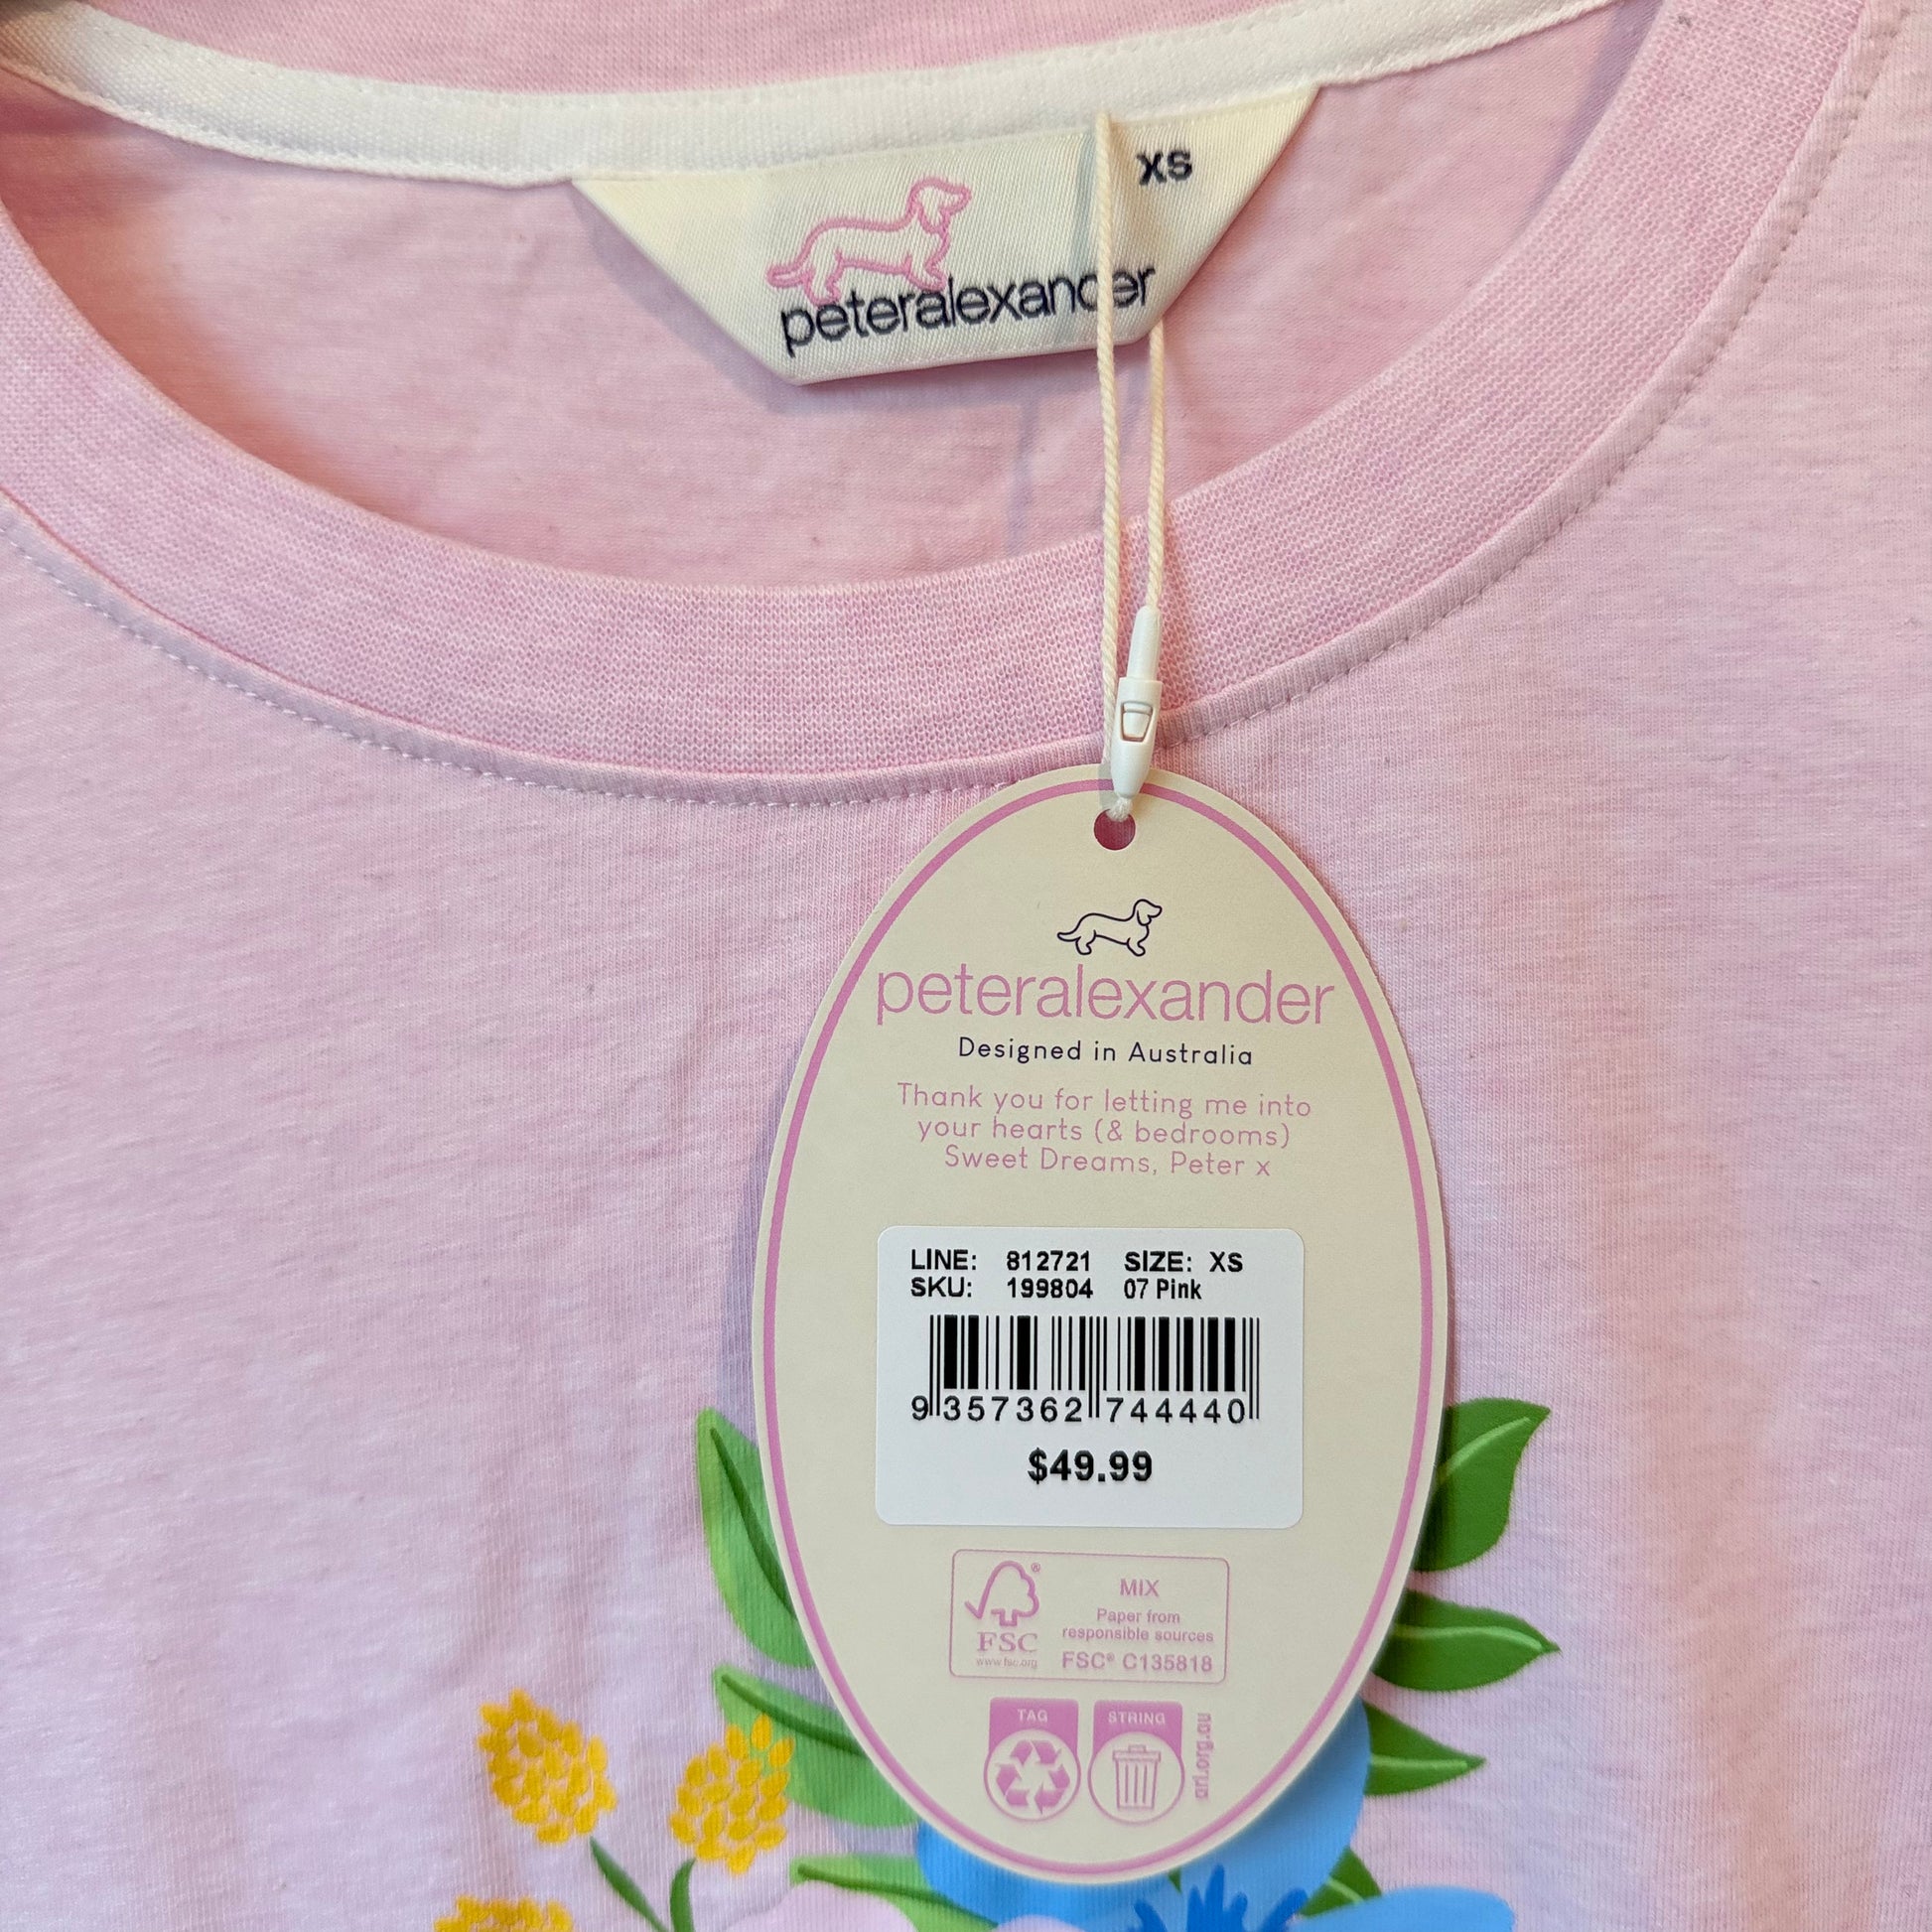 XS
peteralexander
peteralexander
Designed in Australia
Thank you for letting me into
your hearts (& bedrooms)
Sweet Dreams, Peter x
LINE: 812721 SIZE: XS
SKU: 199804 07 Pink
9 357362 744440
$49.99
MIX
Paper from
responsible sources
FSC® C135818
FSC®
www.fsc.org
TAG
STRING
arl.org.au